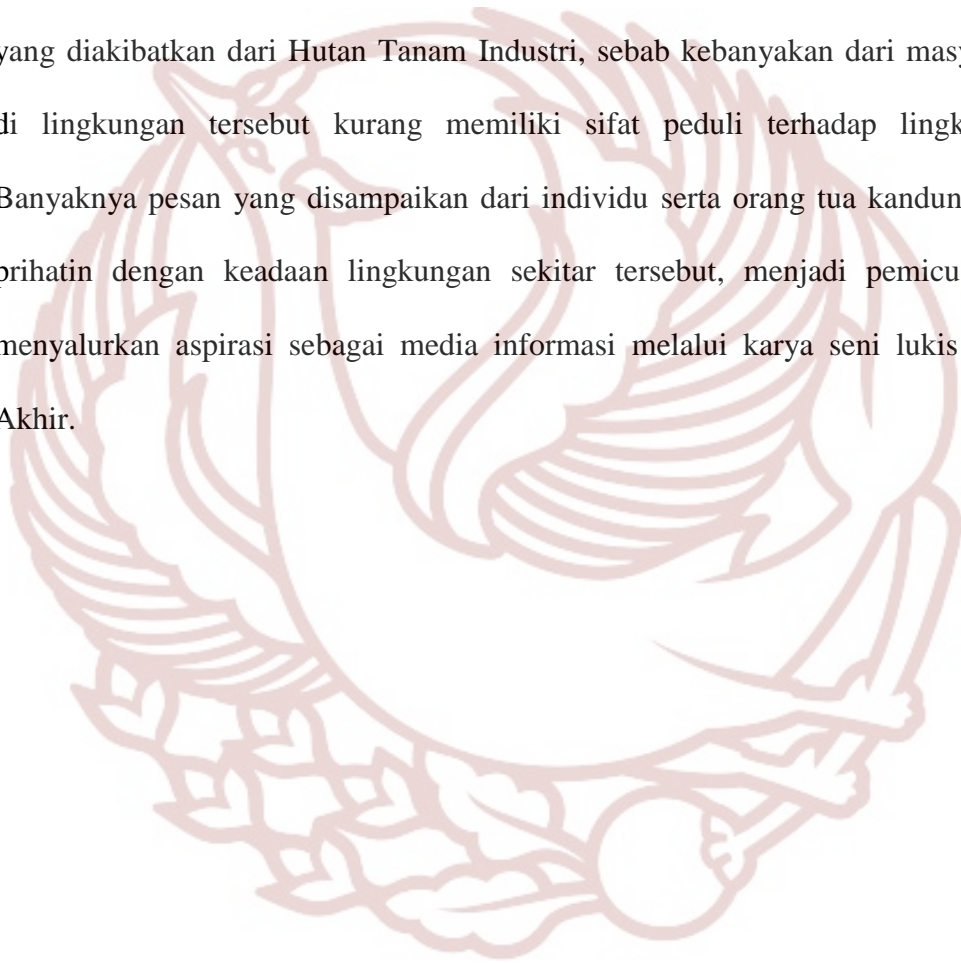 yang diakibatkan dari Hutan Tanam Industri, sebab kebanyakan dari
di lingkungan tersebut kurang memiliki sifat peduli terhadap
Banyaknya pesan yang disampaikan dari individu serta orang tua
prihatin dengan keadaan lingkungan sekitar tersebut, menjadi pemicu
menyalurkan aspirasi sebagai media informasi melalui karya seni lukis
Akhir.